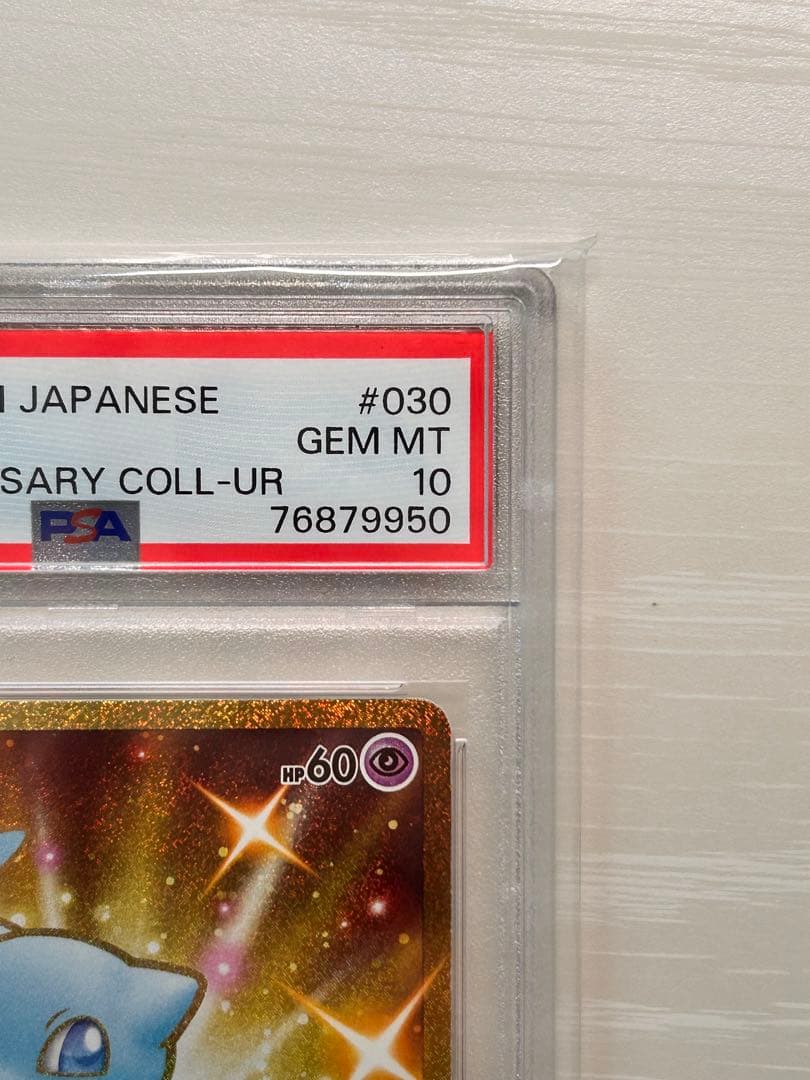 JAPANESE #030
GEM MT
SARY COLL-UR 10
PSA 76879950
HP60